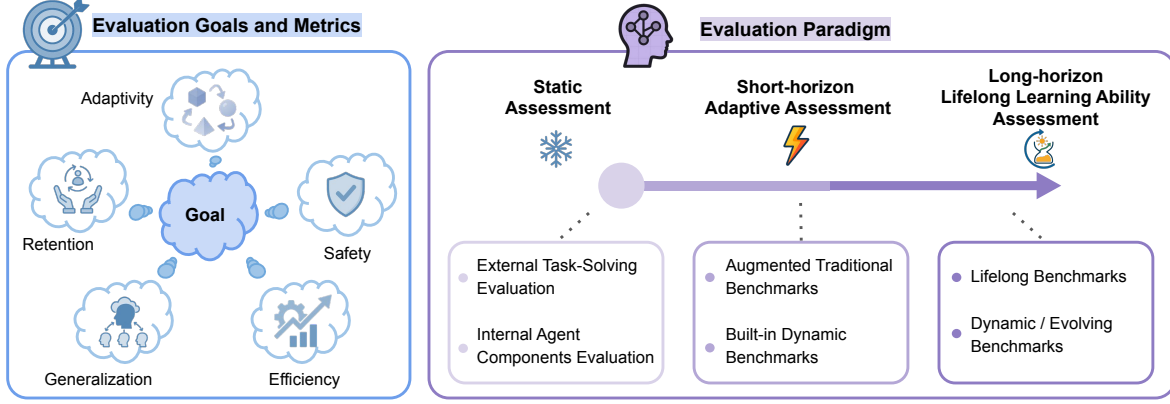 Evaluation Goals and Metrics
Adaptivity
Retention
Goal
Safety
Generalization
Efficiency
Evaluation Paradigm
Static
Assessment
Short-horizon
Adaptive Assessment
Long-horizon
Lifelong Learning Ability
Assessment
External Task-Solving
Evaluation
Internal Agent
Components Evaluation
Augmented Traditional
Benchmarks
Built-in Dynamic
Benchmarks
Lifelong Benchmarks
Dynamic / Evolving
Benchmarks